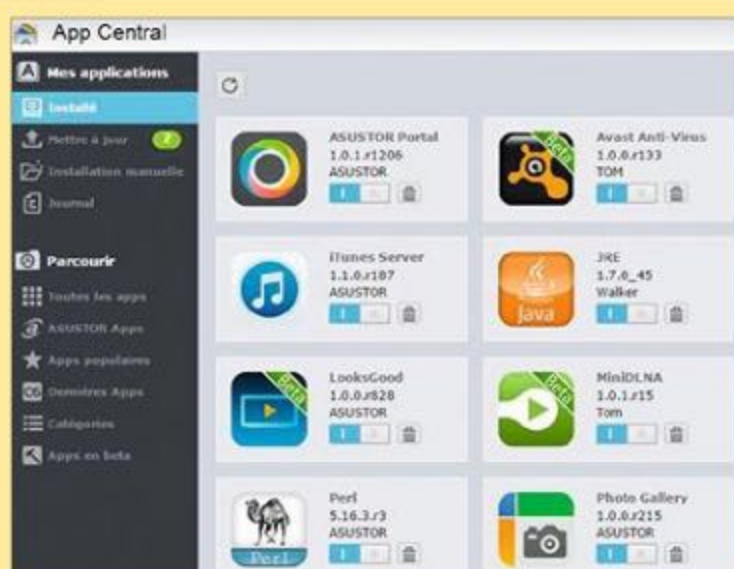 App Central
Mes applications
Installé
Mettre à jour 2
Installation manuelle
Journal
Parcourir
Toutes les apps
ASUSTOR Apps
Apps populaires
Dernières Apps
Catégories
Apps en beta
ASUSTOR Portal
1.0.1.r1206
ASUSTOR
Beta
Avast Anti-Virus
1.0.0.r133
TOM
iTunes Server
1.1.0.r187
ASUSTOR
Java
JRE
1.7.0_45
Walker
Beta
LooksGood
1.0.0.r828
ASUSTOR
Beta
MiniDLNA
1.0.1.r15
Tom
Perl
Perl
5.16.3.r3
ASUSTOR
Photo Gallery
1.0.0.r215
ASUSTOR